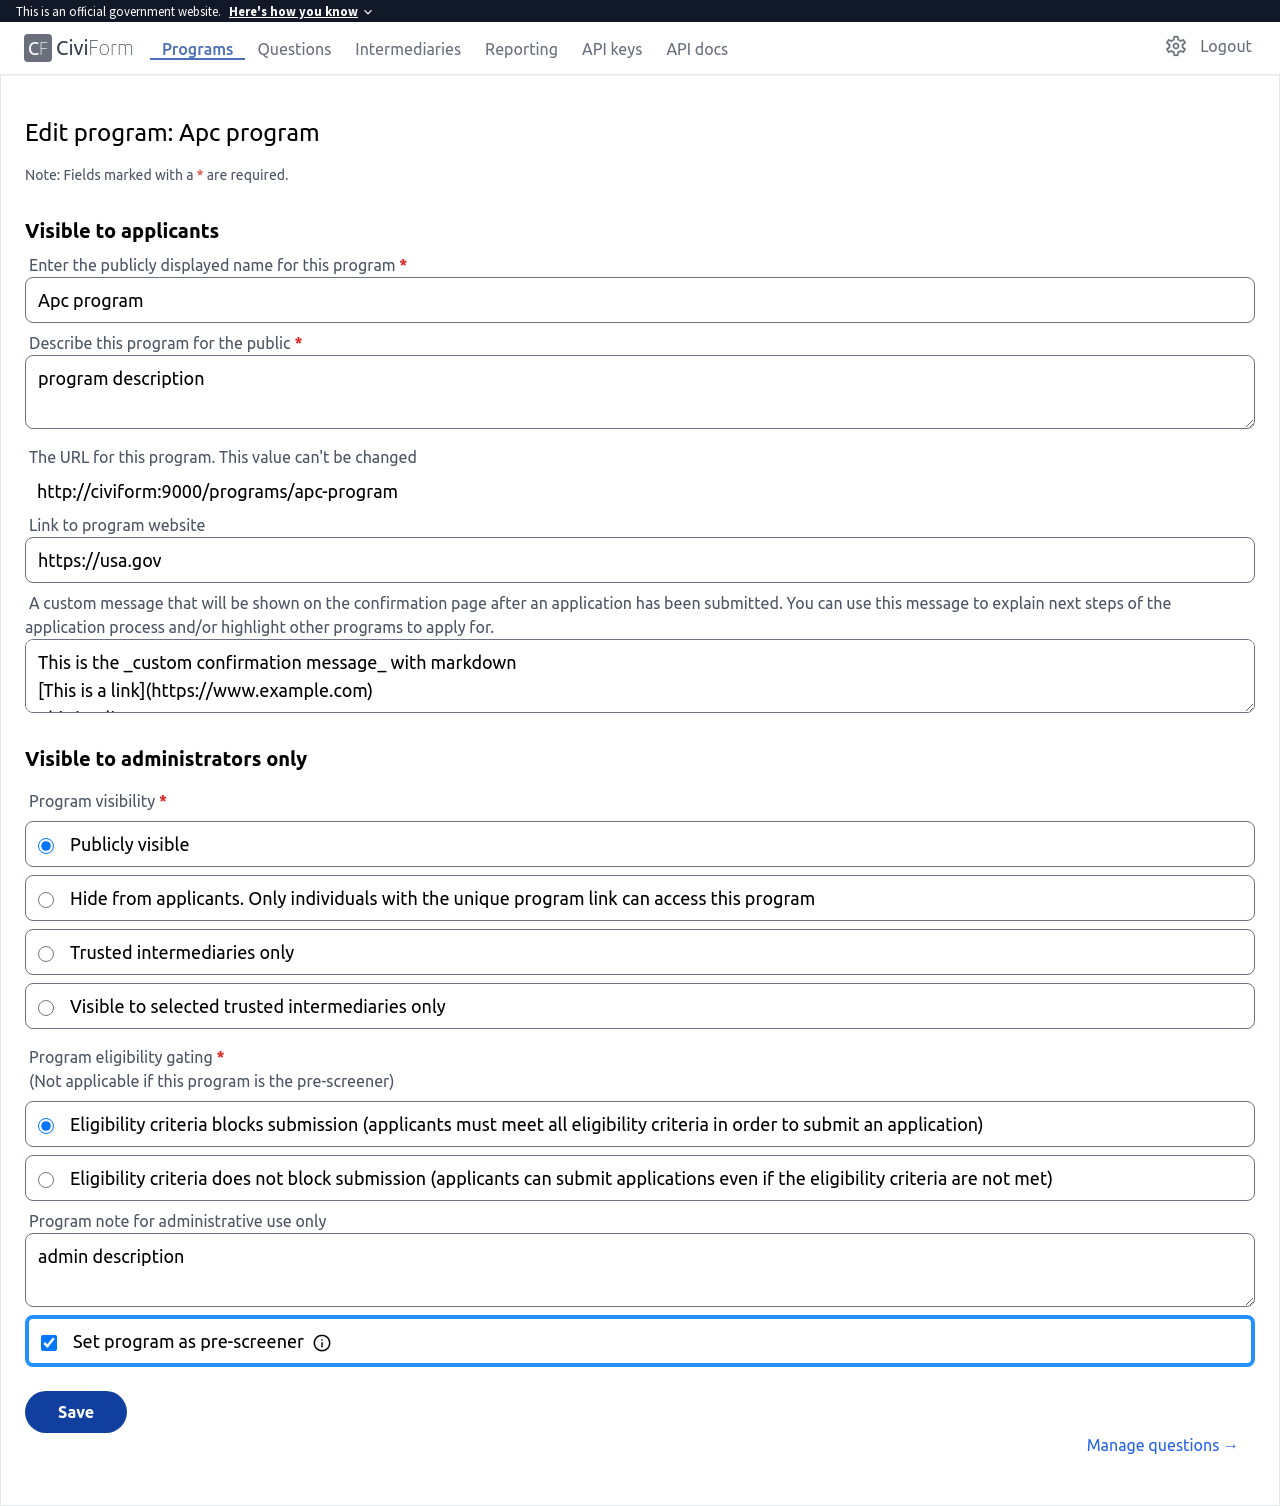 This is an official government website. Here's how you know
CF CiviForm Programs Questions Intermediaries Reporting API keys API docs Logout
Edit program: Apc program
Note: Fields marked with a * are required.
Visible to applicants
Enter the publicly displayed name for this program *
Apc program
Describe this program for the public *
program description
The URL for this program. This value can't be changed
http://civiform:9000/programs/apc-program
Link to program website
https://usa.gov
A custom message that will be shown on the confirmation page after an application has been submitted. You can use this message to explain next steps of the
application process and/or highlight other programs to apply for.
This is the _custom confirmation message_ with markdown
[This is a link](https://www.example.com)
Visible to administrators only
Program visibility *
Publicly visible
Hide from applicants. Only individuals with the unique program link can access this program
Trusted intermediaries only
Visible to selected trusted intermediaries only
Program eligibility gating *
(Not applicable if this program is the pre-screener)
Eligibility criteria blocks submission (applicants must meet all eligibility criteria in order to submit an application)
Eligibility criteria does not block submission (applicants can submit applications even if the eligibility criteria are not met)
Program note for administrative use only
admin description
Set program as pre-screener
Save
Manage questions →